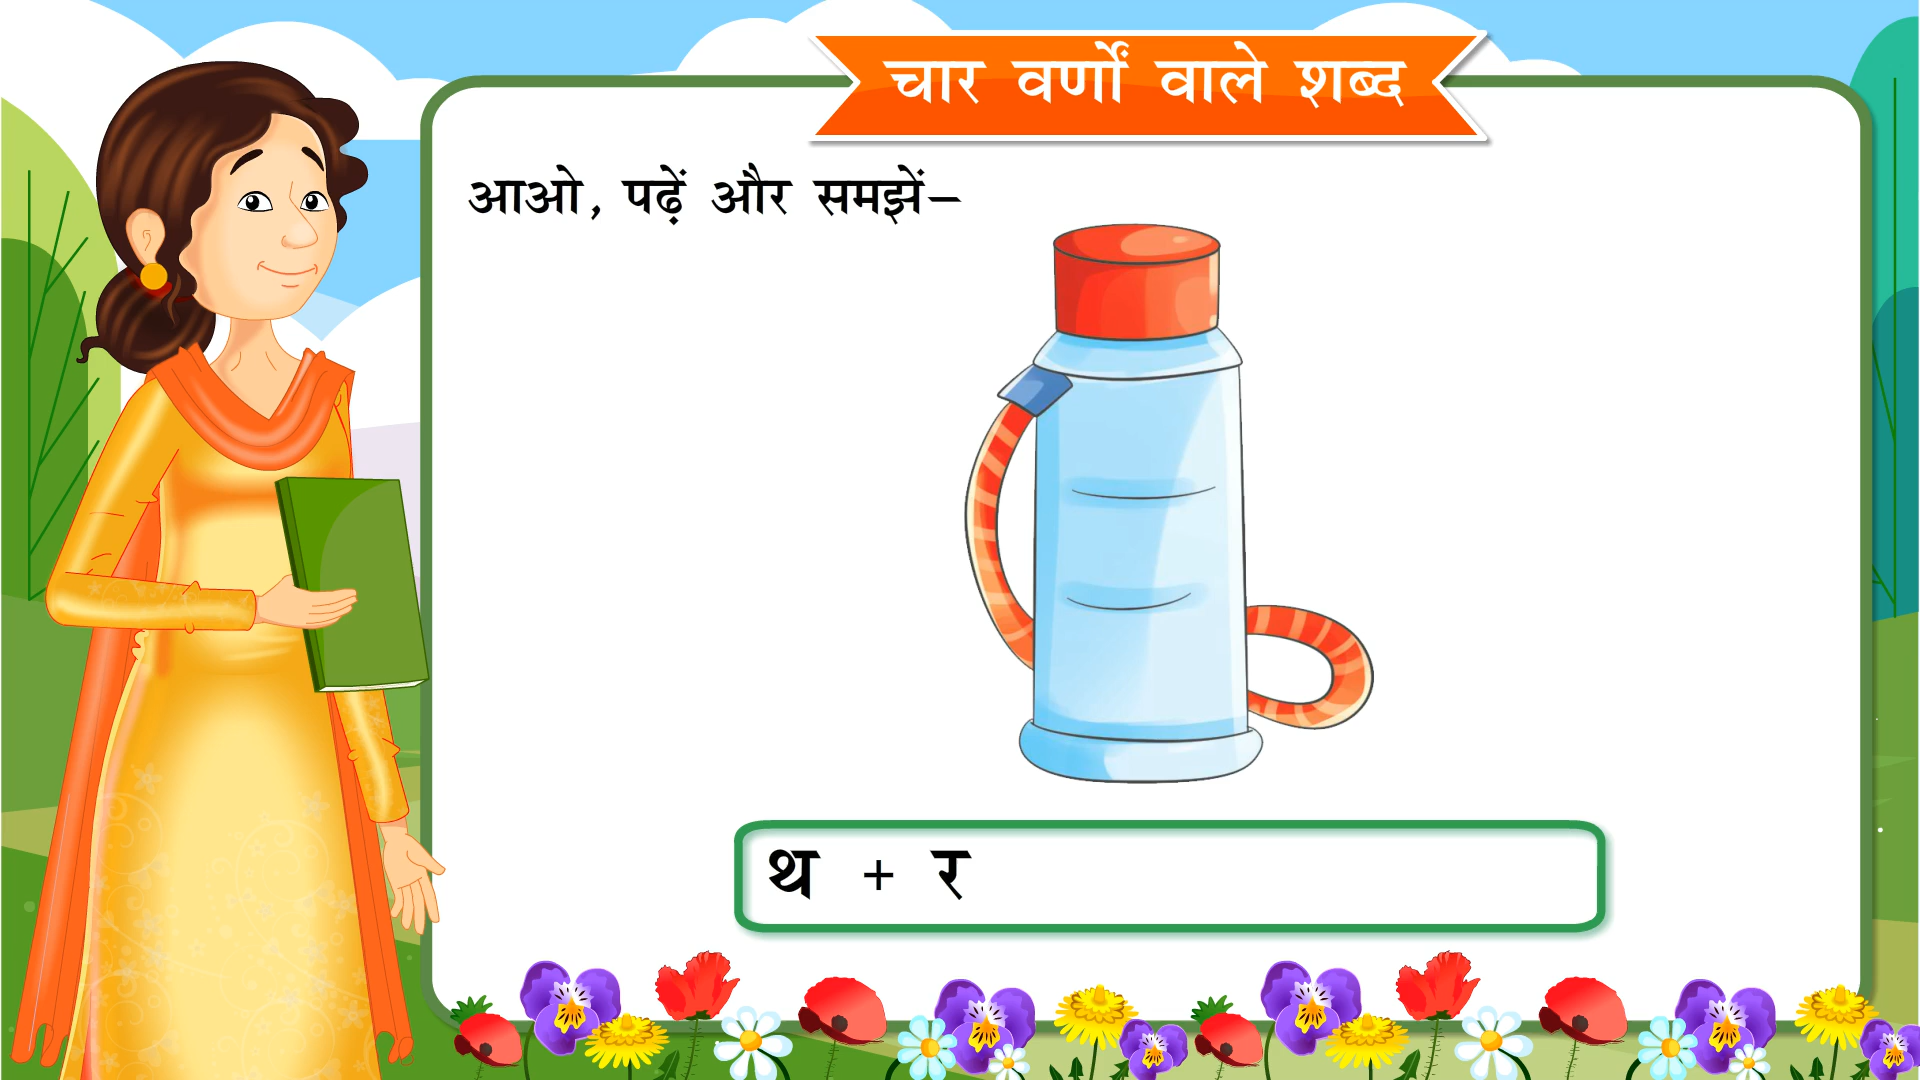 चार वर्णों वाले शब्द
आओ, पढ़ें और समझें–
थ + र